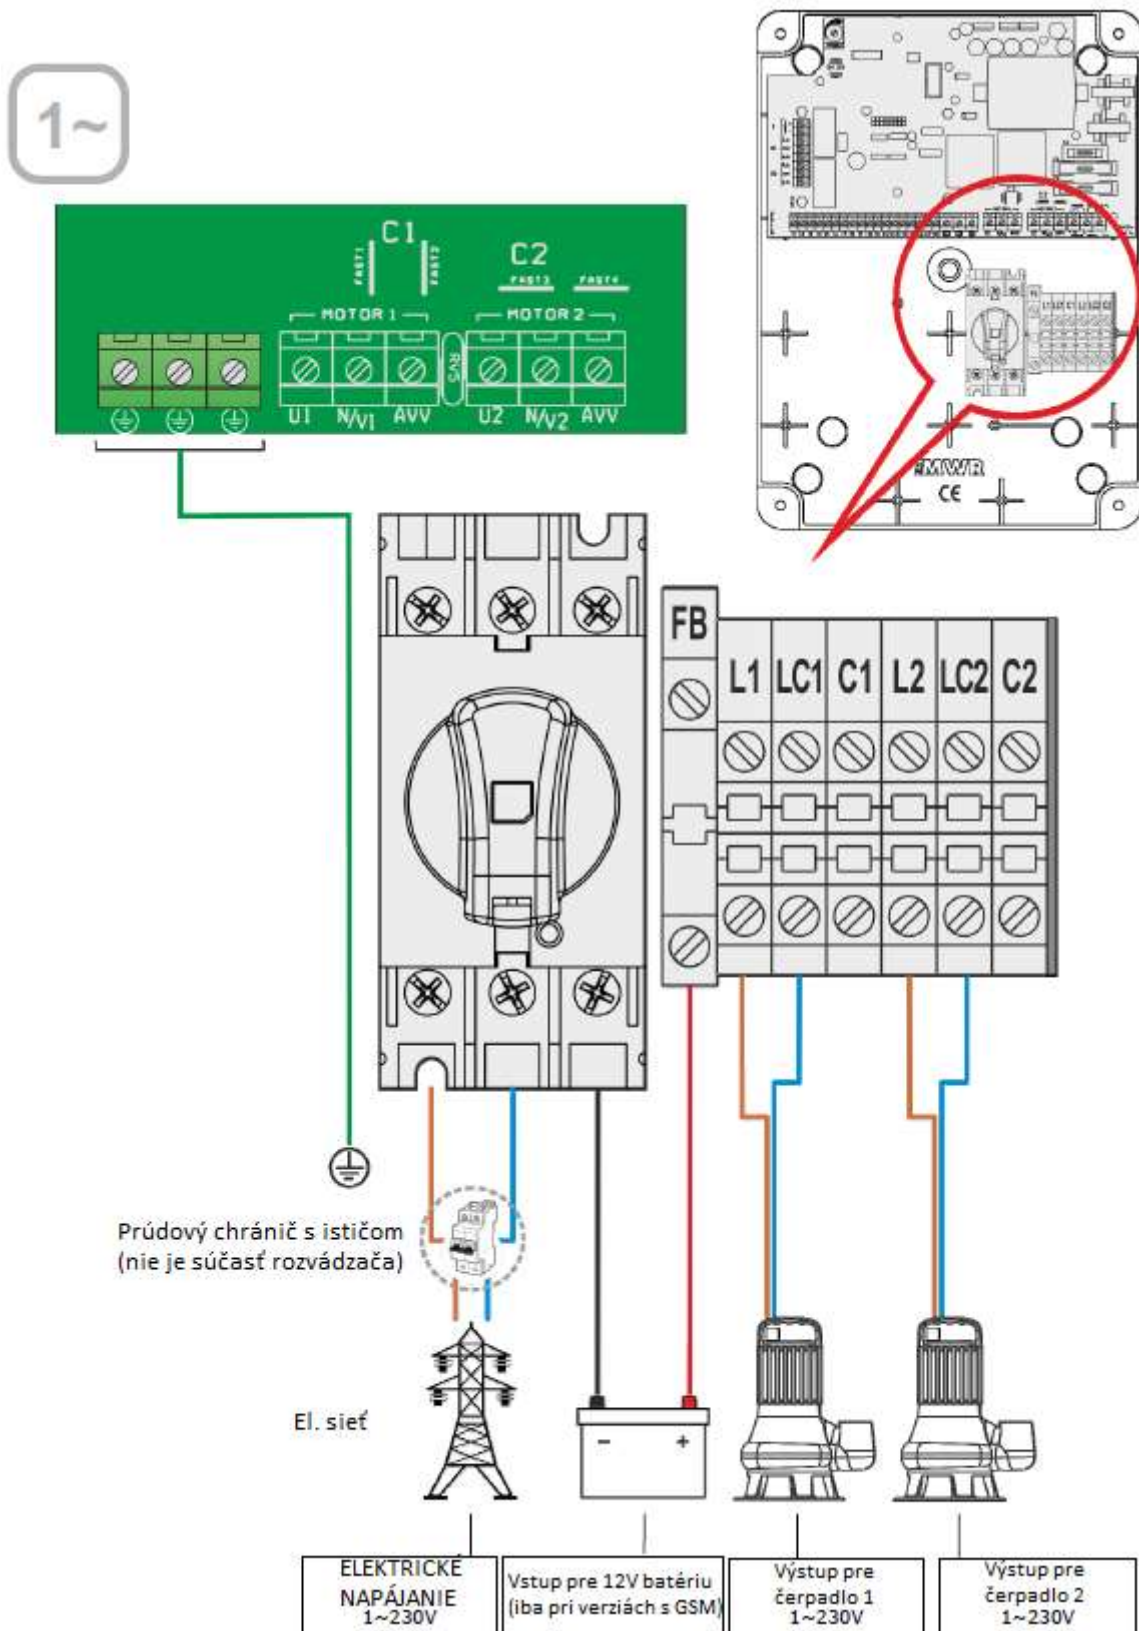 1~
C1
C2
FAST1
FAST2
FAST3
FAST4
MOTOR 1
MOTOR 2
RV5
U1 N/V1 AVV
U2 N/V2 AVV
MWR
CE
FB
L1 LC1 C1 L2 LC2 C2
Prúdový chránič s ističom
(nie je súčasť rozvádzača)
El. sieť
- +
ELEKTRICKÉ
NAPÁJANIE
1~230V
Vstup pre 12V batériu
(iba pri verziách s GSM)
Výstup pre
čerpadlo 1
1~230V
Výstup pre
čerpadlo 2
1~230V